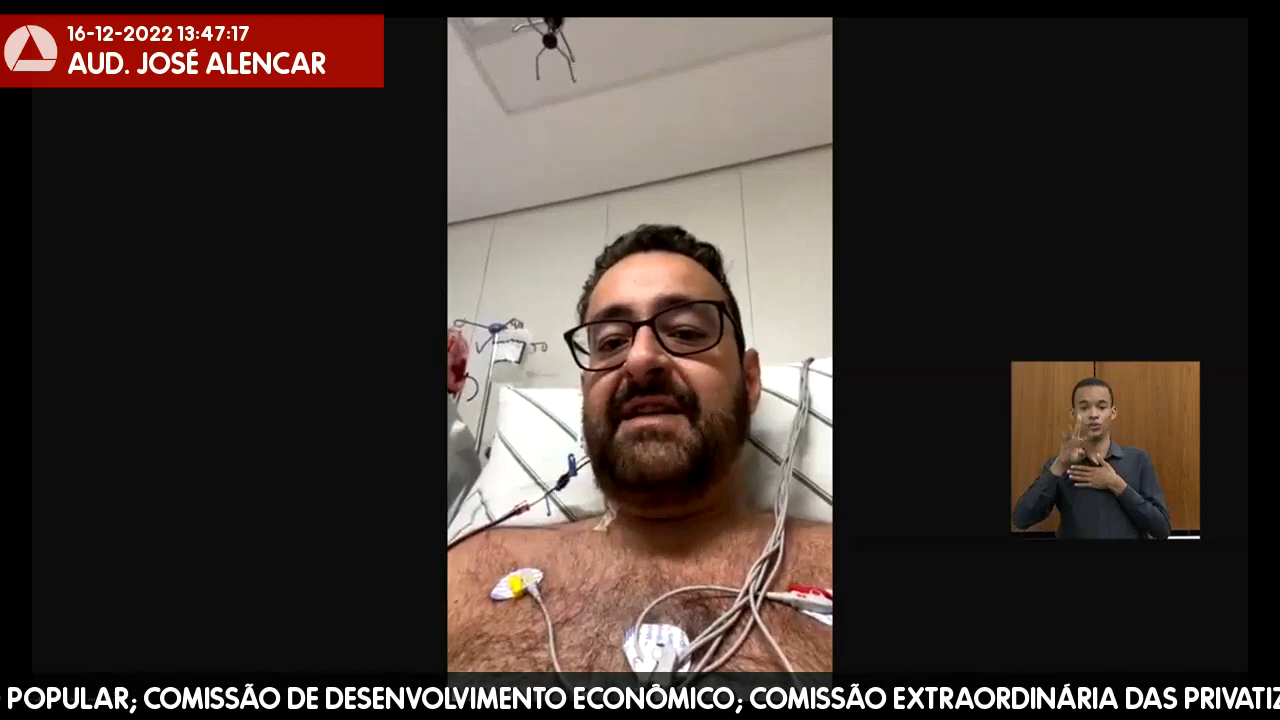 16-12-2022 13:47:17
AUD. JOSÉ ALENCAR
POPULAR; COMISSÃO DE DESENVOLVIMENTO ECONÔMICO; COMISSÃO EXTRAORDINÁRIA DAS PRIVATIZ